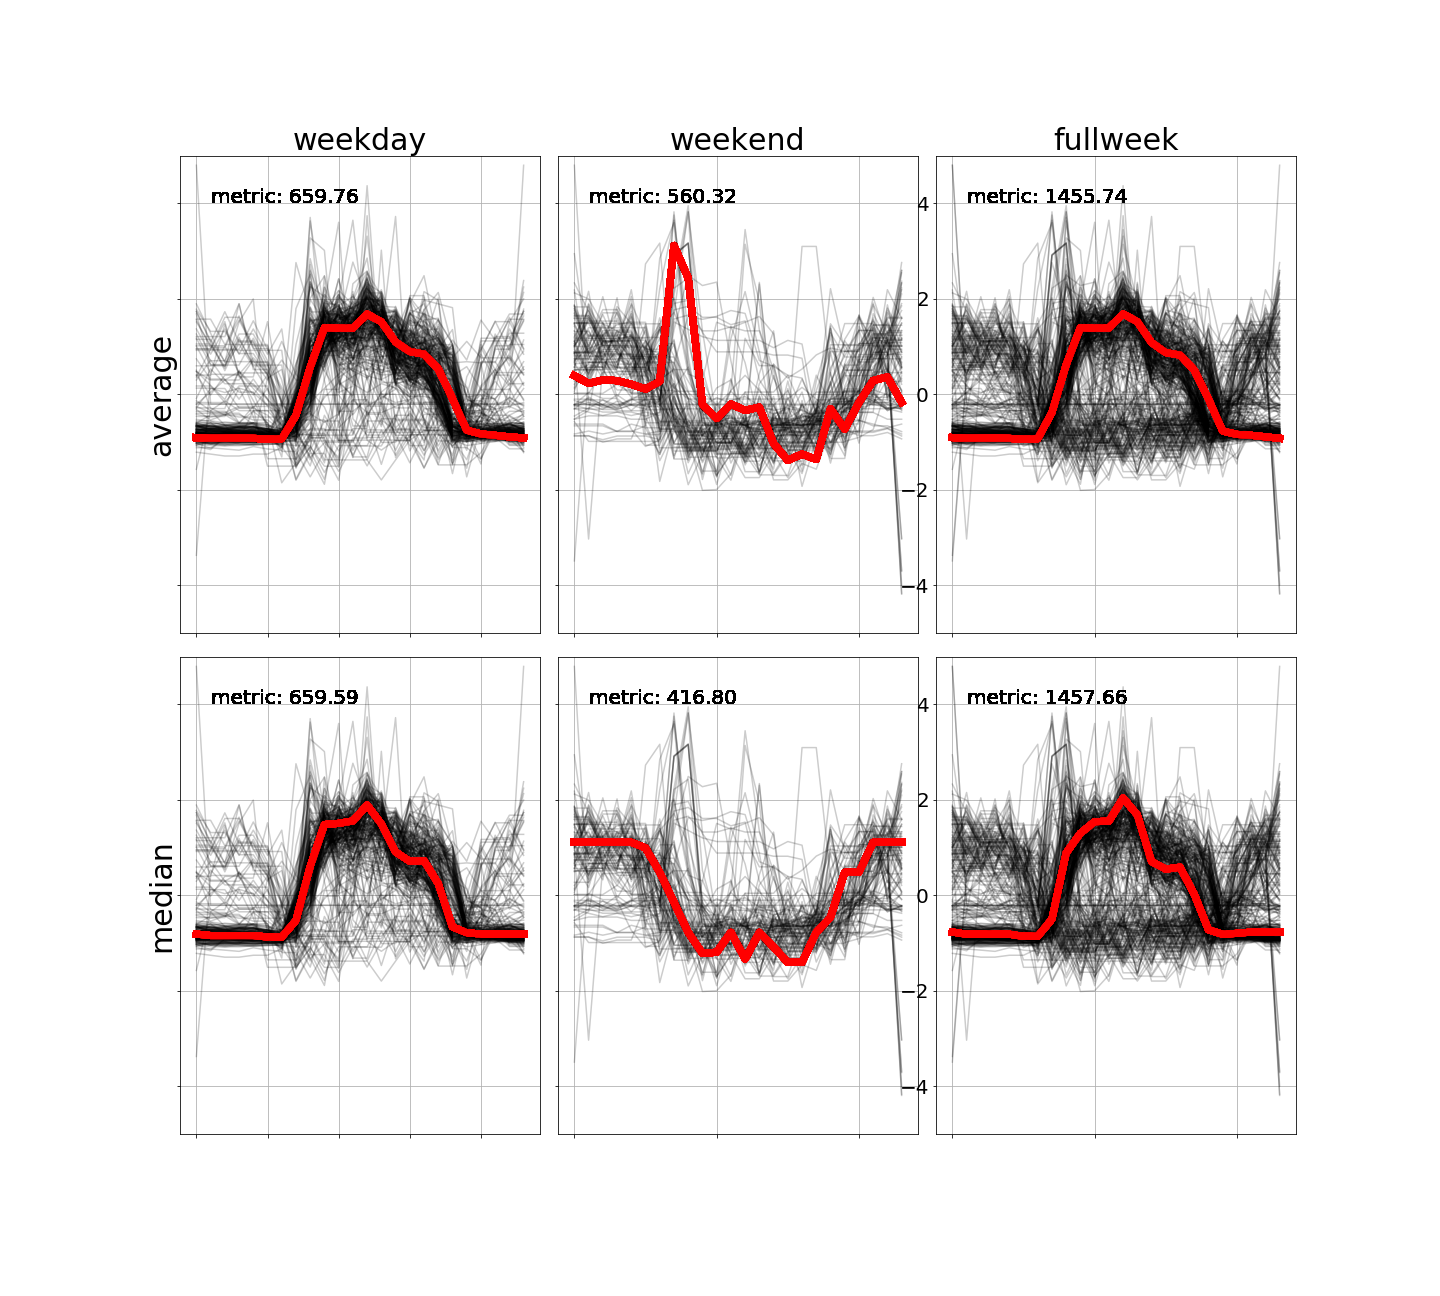 weekday weekend fullweek
average
metric: 659.76
metric: 560.32
metric: 1455.74
4
2
0
−2
−4
median
metric: 659.59
metric: 416.80
metric: 1457.66
4
2
0
−2
−4